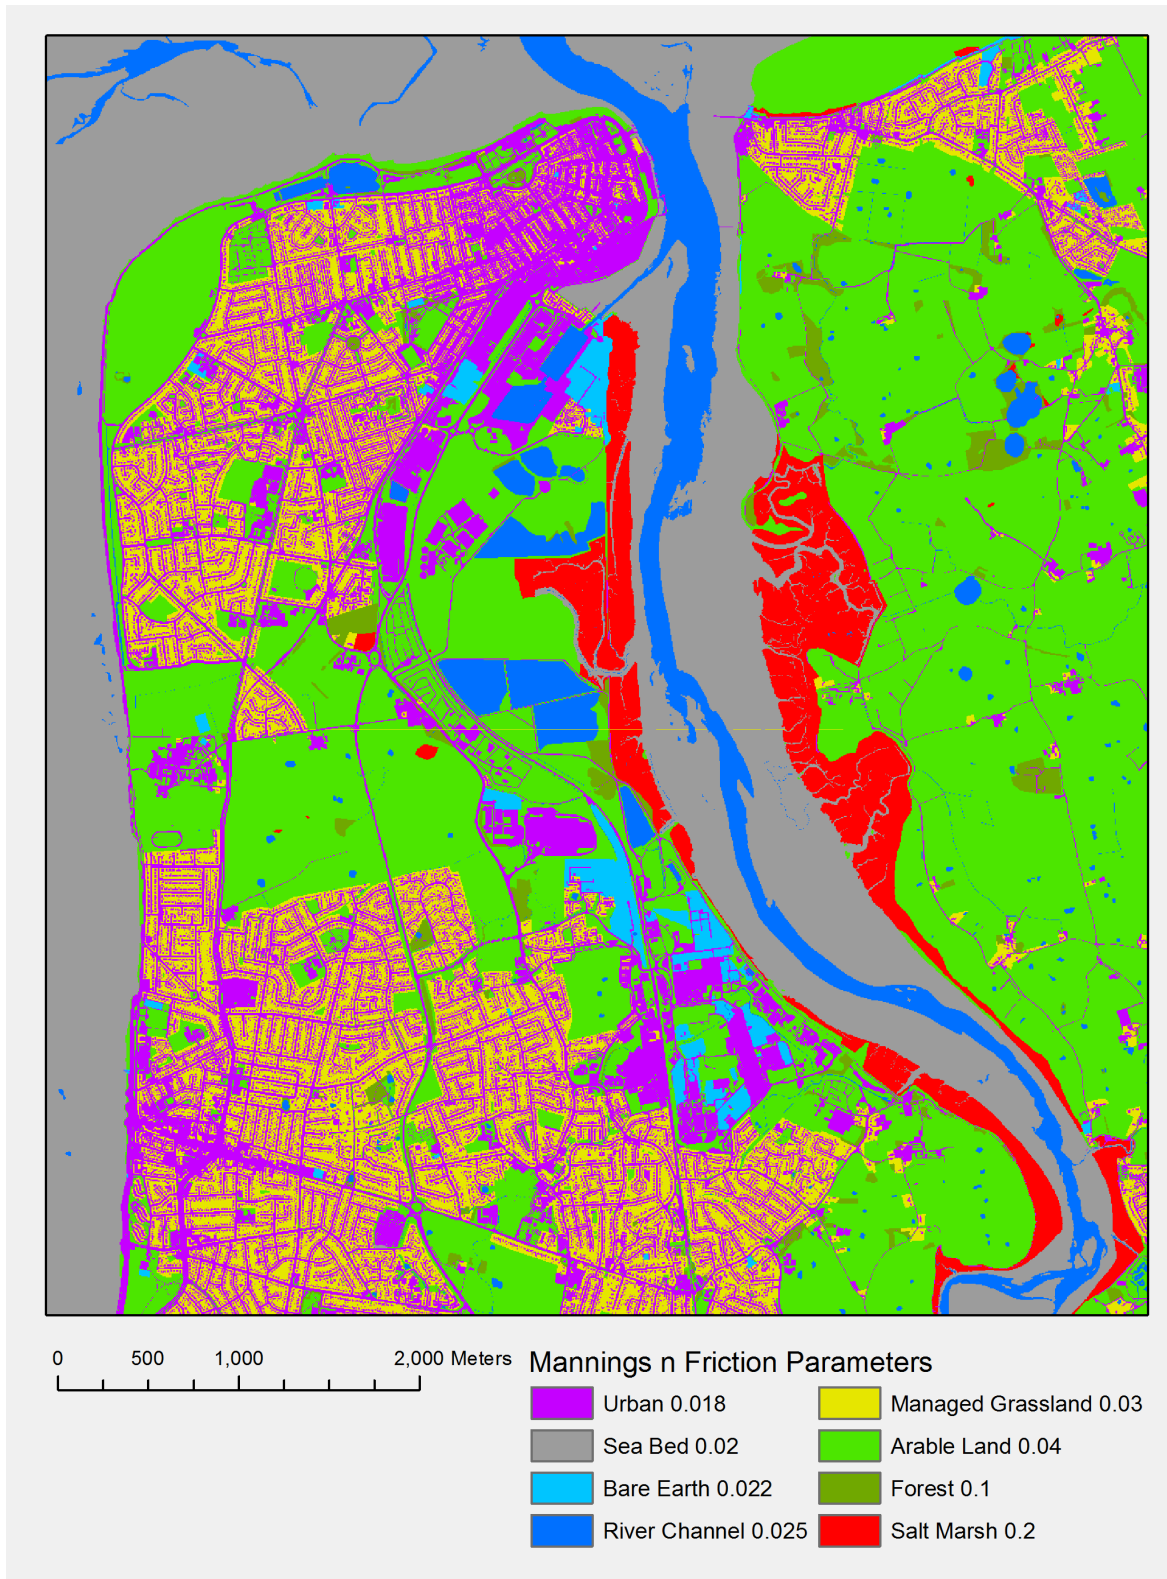 0 500 1,000 2,000 Meters
Mannings n Friction Parameters
Urban 0.018
Sea Bed 0.02
Bare Earth 0.022
River Channel 0.025
Managed Grassland 0.03
Arable Land 0.04
Forest 0.1
Salt Marsh 0.2